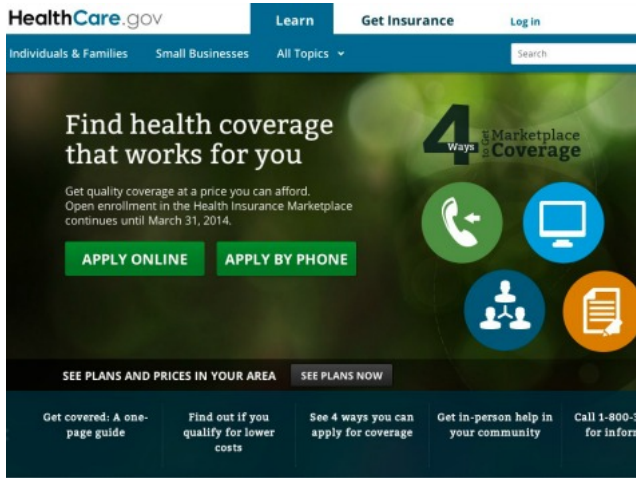 HealthCare.gov
Learn
Get Insurance
Log in
Individuals & Families
Small Businesses
All Topics
Search
Find health coverage
that works for you
Get quality coverage at a price you can afford.
Open enrollment in the Health Insurance Marketplace
continues until March 31, 2014.
APPLY ONLINE
APPLY BY PHONE
4 Ways to Get Marketplace
Coverage
SEE PLANS AND PRICES IN YOUR AREA
SEE PLANS NOW
Get covered: A one-
page guide
Find out if you
qualify for lower
costs
See 4 ways you can
apply for coverage
Get in-person help in
your community
Call 1-800-
for